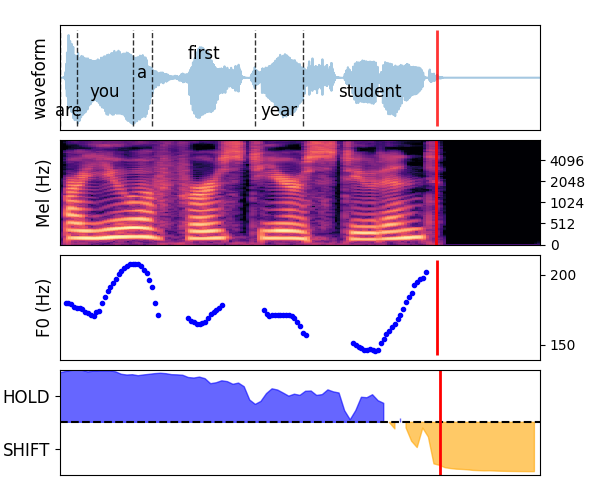 waveform
are
you
a
first
year
student
Mel (Hz)
4096
2048
1024
512
0
F0 (Hz)
200
150
HOLD
SHIFT